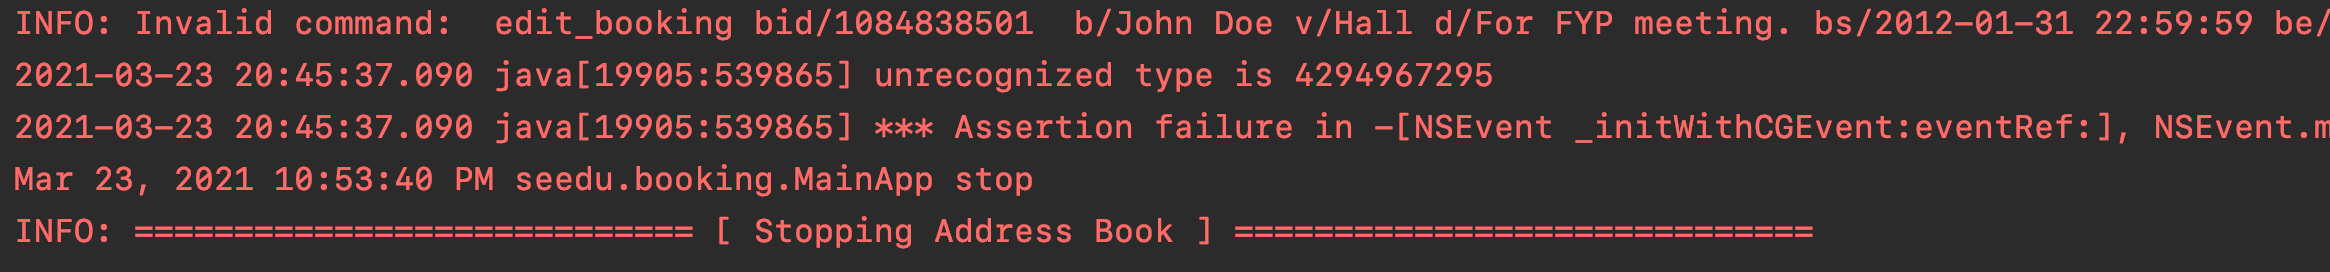 INFO: Invalid command:  edit_booking bid/1084838501  b/John Doe v/Hall d/For FYP meeting. bs/2012-01-31 22:59:59 be/
2021-03-23 20:45:37.090 java[19905:539865] unrecognized type is 4294967295
2021-03-23 20:45:37.090 java[19905:539865] *** Assertion failure in -[NSEvent _initWithCGEvent:eventRef:], NSEvent.m
Mar 23, 2021 10:53:40 PM seedu.booking.MainApp stop
INFO: ============================ [ Stopping Address Book ] =============================